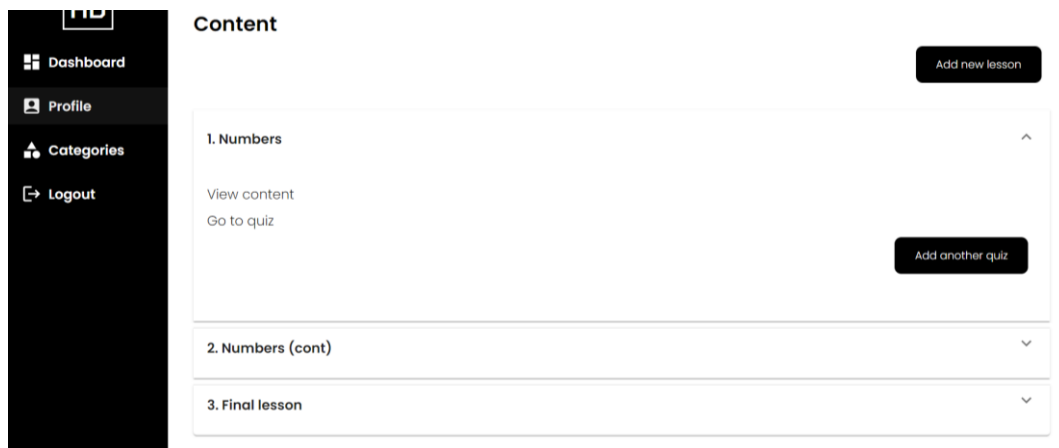 Content
Dashboard
Add new lesson
Profile
1. Numbers
Categories
Logout
View content
Go to quiz
Add another quiz
2. Numbers (cont)
3. Final lesson